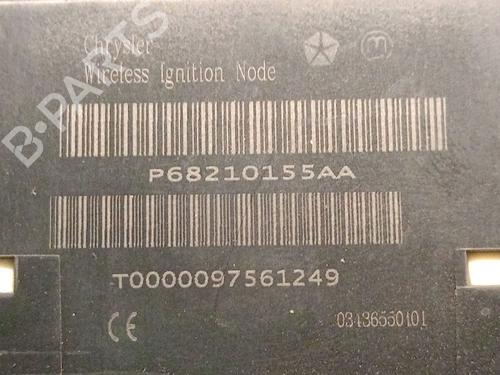 Chrysler
Wireless Ignition Node
B-PARTS
P68210155AA
T0000097561249
CE
03436550101